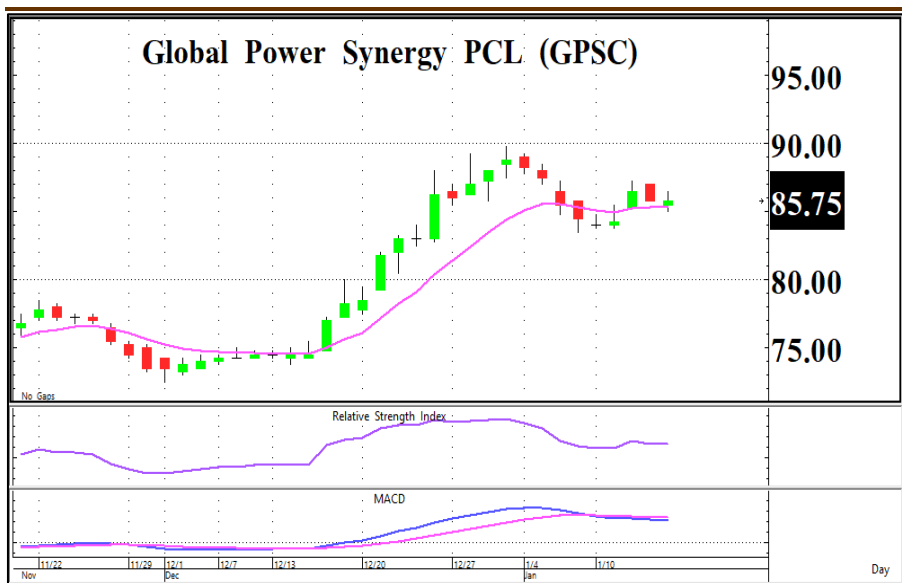 Global Power Synergy PCL (GPSC)
95.00
90.00
85.75
80.00
75.00
No Gaps
Relative Strength Index
MACD
11/22 11/29 12/1 12/7 12/13 12/20 12/27 1/4 1/10
Nov Dec Jan Day